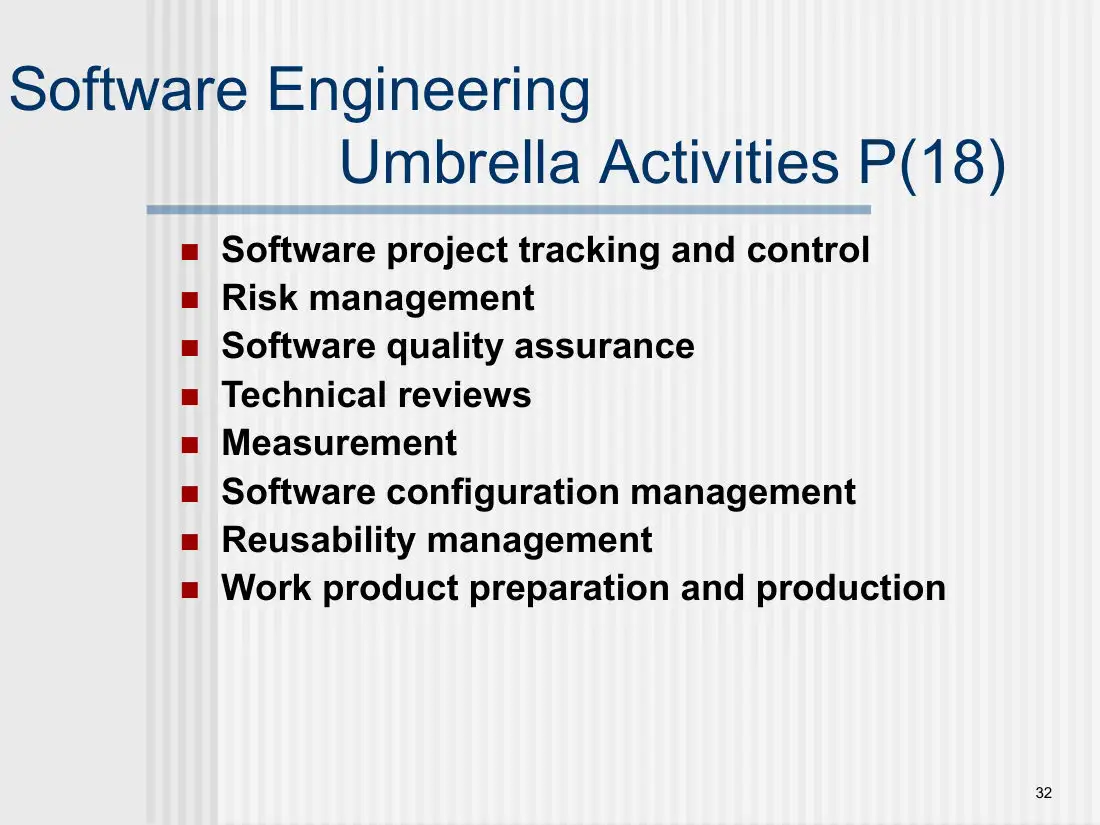 Software Engineering
Umbrella Activities P(18)
Software project tracking and control
Risk management
Software quality assurance
Technical reviews
Measurement
Software configuration management
Reusability management
Work product preparation and production
32